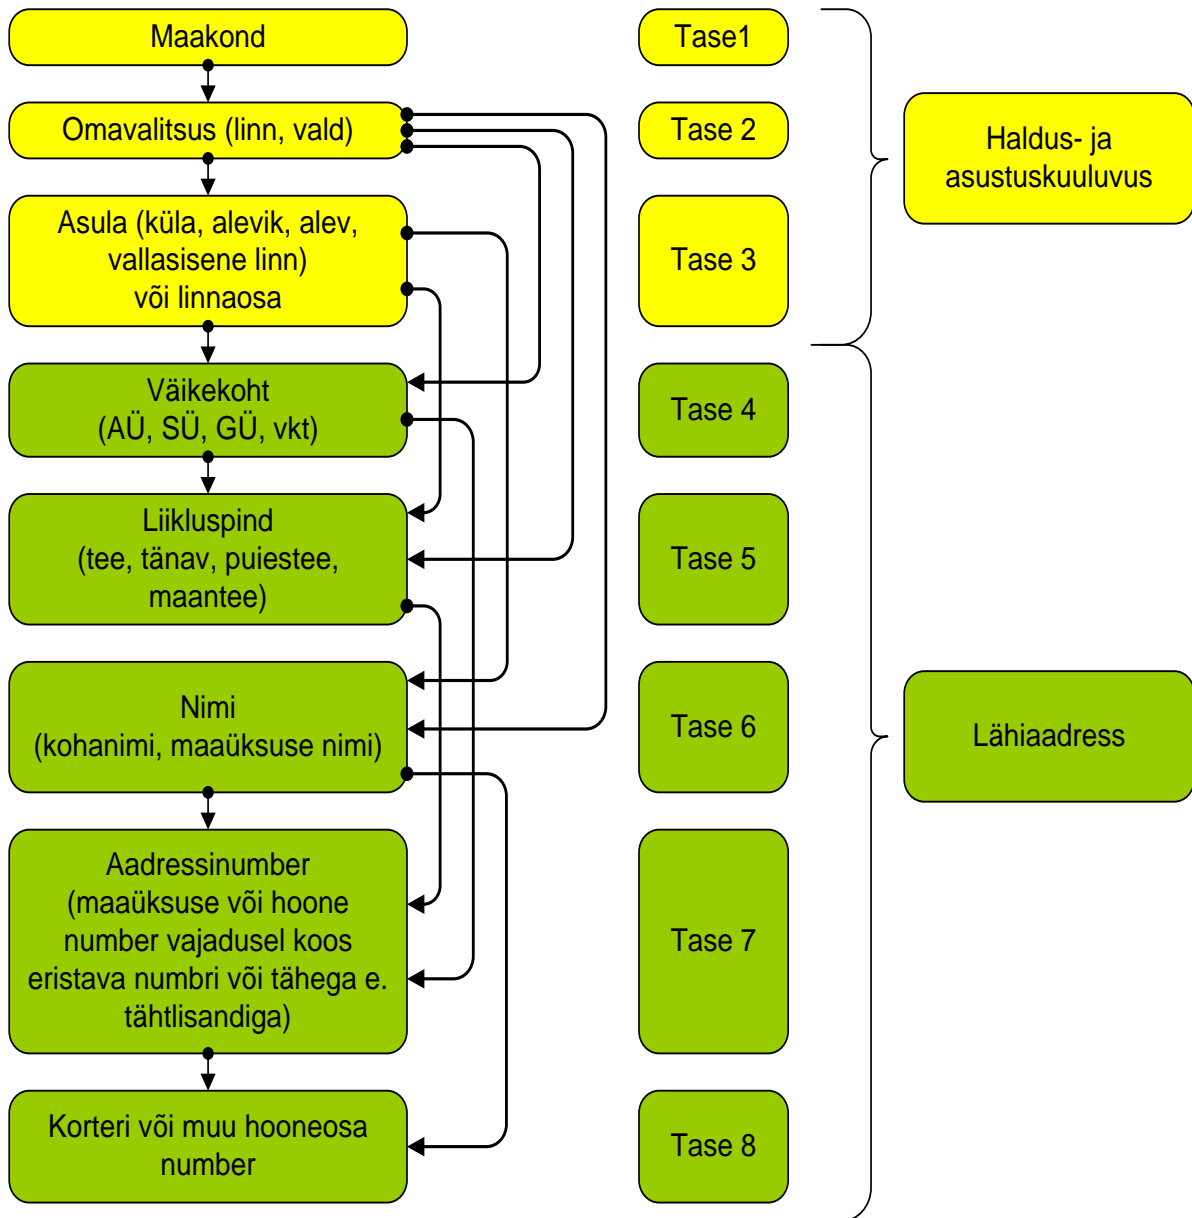 Maakond
Tase1
Omavalitsus (linn, vald)
Tase 2
Haldus- ja
asustuskuuluvus
Asula (küla, alevik, alev,
vallasisene linn)
või linnaosa
Tase 3
Väikekoht
(AÜ, SÜ, GÜ, vkt)
Tase 4
Liikluspind
(tee, tänav, puiestee,
maantee)
Tase 5
Nimi
(kohanimi, maaüksuse nimi)
Tase 6
Lähiaadress
Aadressinumber
(maaüksuse või hoone
number vajadusel koos
eristava numbri või tähega e.
tähtlisandiga)
Tase 7
Korteri või muu hooneosa
number
Tase 8